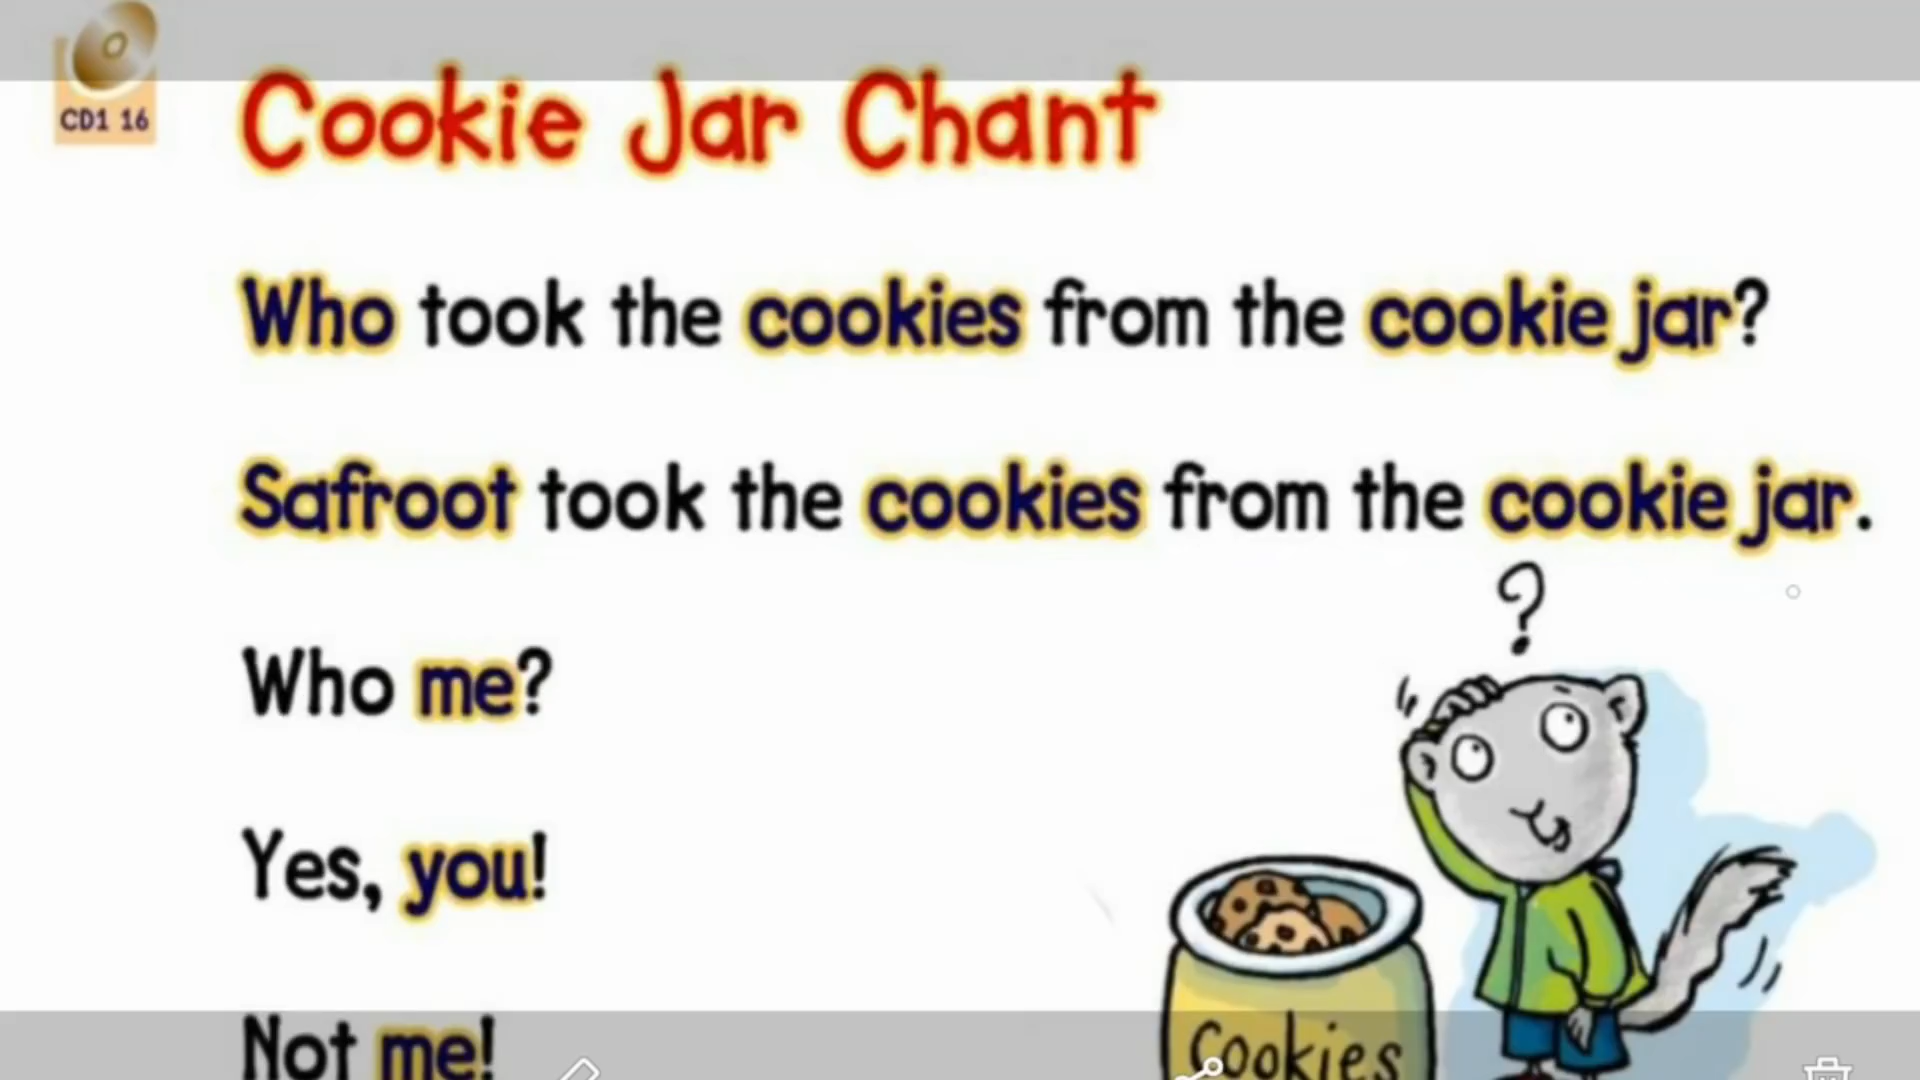 CD1 16
Cookie Jar Chant
Who took the cookies from the cookie jar?
Safroot took the cookies from the cookie jar.
?
Who me?
Yes, you!
Not me!
Cookies